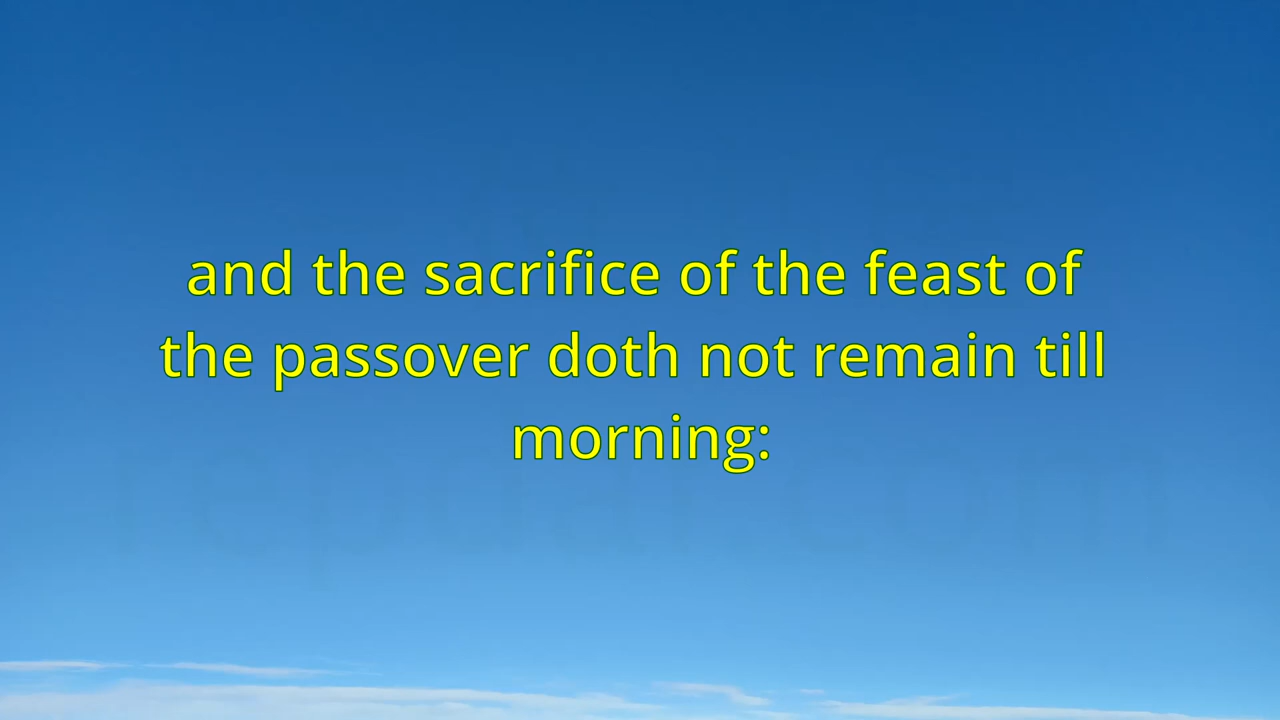 and the sacrifice of the feast of
the passover doth not remain till
morning: